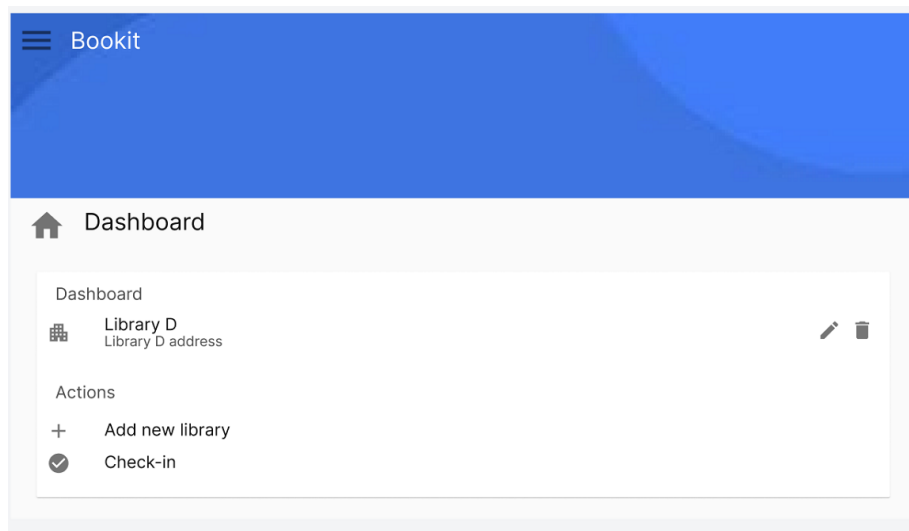 Bookit
Dashboard
Dashboard
Library D
Library D address
Actions
Add new library
Check-in